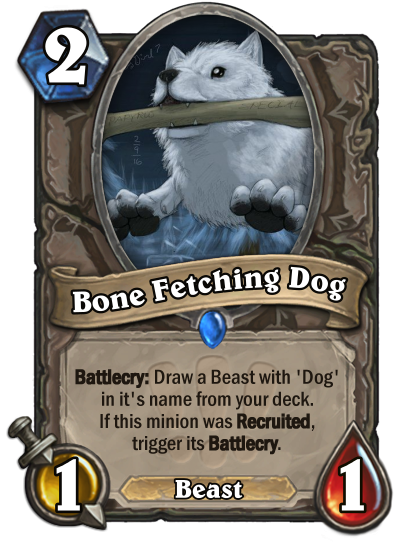 2
Bone Fetching Dog
Battlecry: Draw a Beast with 'Dog'
in it's name from your deck.
If this minion was Recruited,
trigger its Battlecry.
1
Beast
1